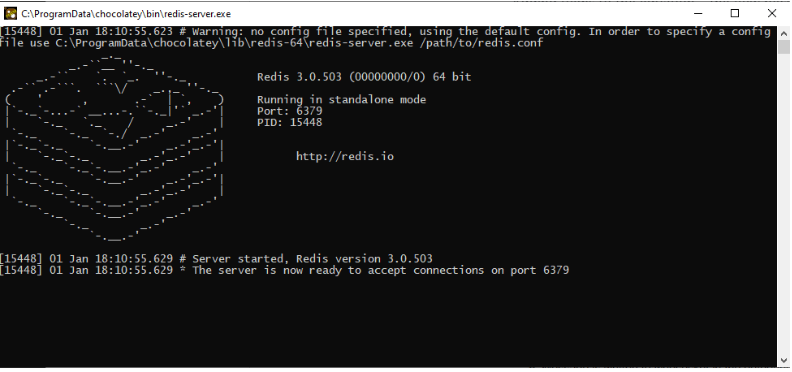 C:\ProgramData\chocolatey\bin\redis-server.exe
[15448] 01 Jan 18:10:55.623 # Warning: no config file specified, using the default config. In order to specify a config
file use C:\ProgramData\chocolatey\lib\redis-64\redis-server.exe /path/to/redis.conf
Redis 3.0.503 (00000000/0) 64 bit
Running in standalone mode
Port: 6379
PID: 15448
http://redis.io
[15448] 01 Jan 18:10:55.629 # Server started, Redis version 3.0.503
[15448] 01 Jan 18:10:55.629 * The server is now ready to accept connections on port 6379